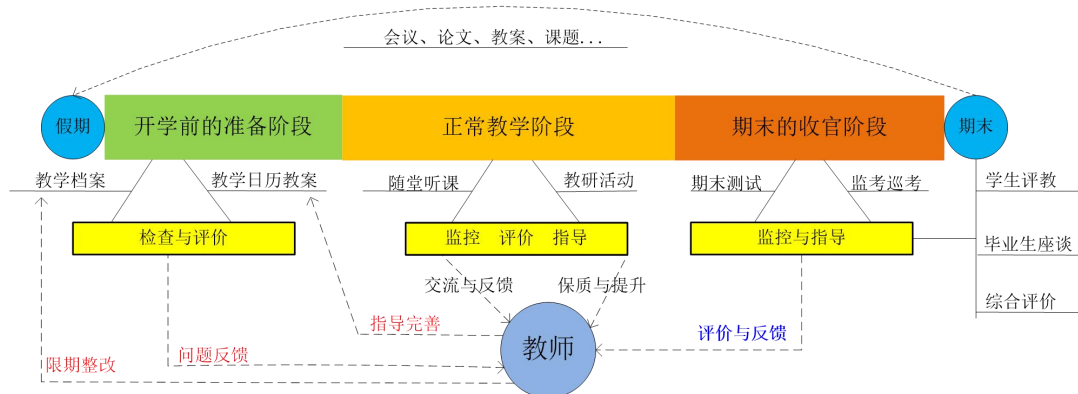 会议、论文、教案、课题...
假期
开学前的准备阶段
正常教学阶段
期末的收官阶段
期末
教学档案
教学日历教案
随堂听课
教研活动
期末测试
监考巡考
学生评教
检查与评价
监控 评价 指导
监控与指导
毕业生座谈
交流与反馈
保质与提升
综合评价
指导完善
教师
评价与反馈
问题反馈
限期整改